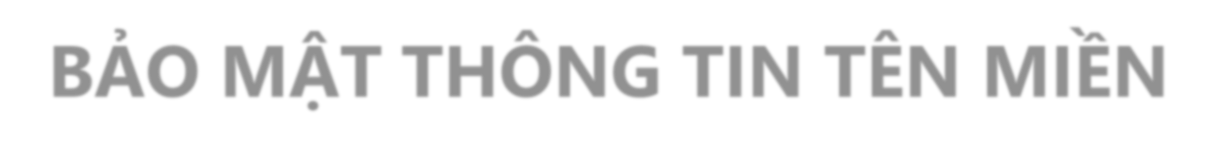 BẢO MẬT THÔNG TIN TÊN MIỀN